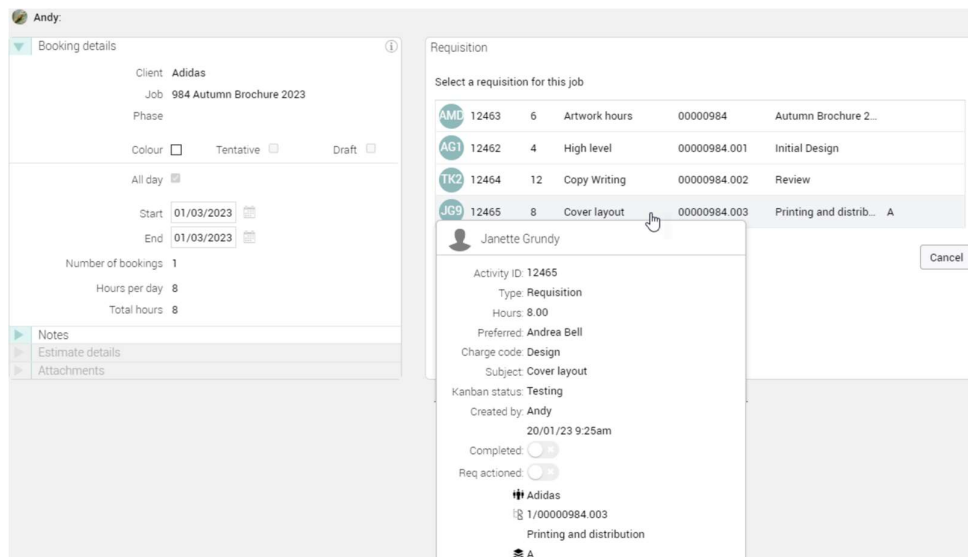 Andy:
Booking details
Client Adidas
Job 984 Autumn Brochure 2023
Phase
Colour Tentative Draft
All day
Start 01/03/2023
End 01/03/2023
Number of bookings 1
Hours per day 8
Total hours 8
Notes
Estimate details
Attachments
Requisition
Select a requisition for this job
AMD 12463 6 Artwork hours 00000984 Autumn Brochure 2...
AG1 12462 4 High level 00000984.001 Initial Design
TK2 12464 12 Copy Writing 00000984.002 Review
JG9 12465 8 Cover layout 00000984.003 Printing and distrib... A
Cancel
Janette Grundy
Activity ID: 12465
Type: Requisition
Hours: 8.00
Preferred: Andrea Bell
Charge code: Design
Subject: Cover layout
Kanban status: Testing
Created by: Andy
20/01/23 9:25am
Completed:
Req actioned:
Adidas
1/00000984.003
Printing and distribution
A